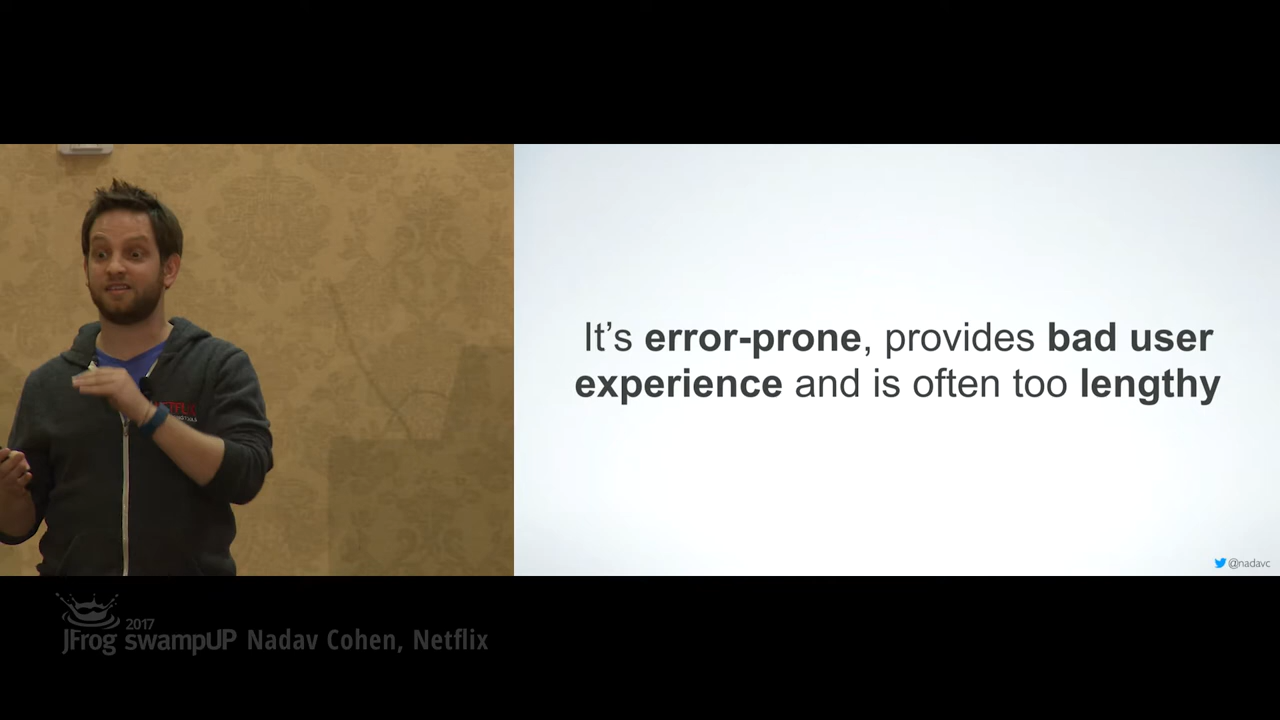 It's error-prone, provides bad user
experience and is often too lengthy
@nadavc
NETFLIX
2017
JFrog swampUP Nadav Cohen, Netflix